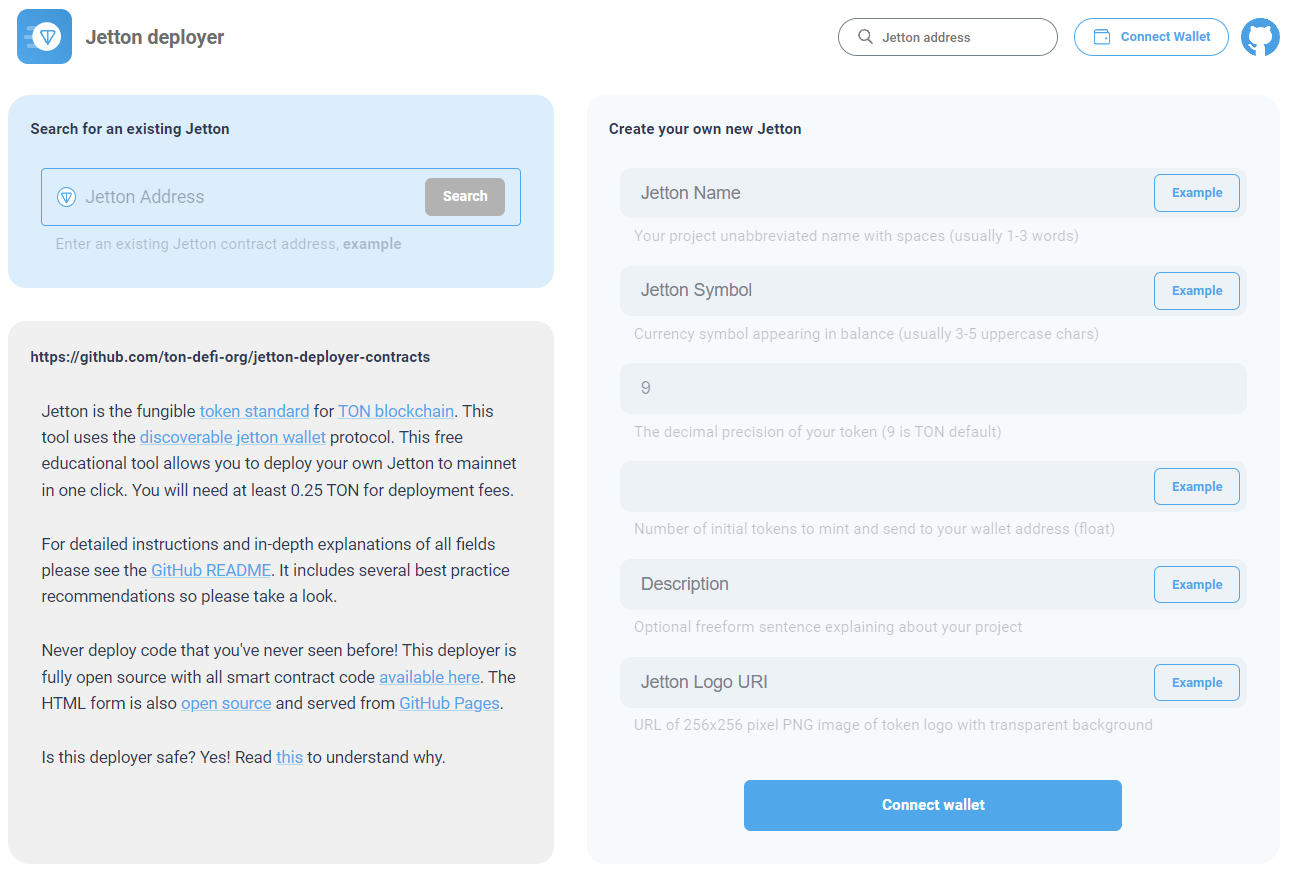 Jetton deployer
Jetton address
Connect Wallet
Search for an existing Jetton
Jetton Address
Search
Enter an existing Jetton contract address, example
https://github.com/ton-defi-org/jetton-deployer-contracts
Jetton is the fungible token standard for TON blockchain. This
tool uses the discoverable jetton wallet protocol. This free
educational tool allows you to deploy your own Jetton to mainnet
in one click. You will need at least 0.25 TON for deployment fees.
For detailed instructions and in-depth explanations of all fields
please see the GitHub README. It includes several best practice
recommendations so please take a look.
Never deploy code that you've never seen before! This deployer is
fully open source with all smart contract code available here. The
HTML form is also open source and served from GitHub Pages.
Is this deployer safe? Yes! Read this to understand why.
Create your own new Jetton
Jetton Name
Example
Your project unabbreviated name with spaces (usually 1-3 words)
Jetton Symbol
Example
Currency symbol appearing in balance (usually 3-5 uppercase chars)
9
The decimal precision of your token (9 is TON default)
Example
Number of initial tokens to mint and send to your wallet address (float)
Description
Example
Optional freeform sentence explaining about your project
Jetton Logo URI
Example
URL of 256x256 pixel PNG image of token logo with transparent background
Connect wallet